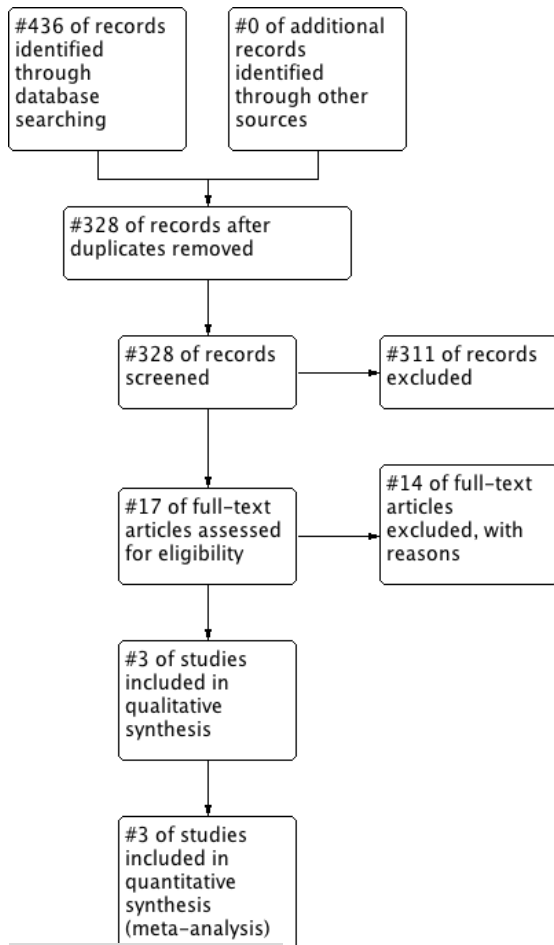 #436 of records
identified
through
database
searching
#0 of additional
records
identified
through other
sources
#328 of records after
duplicates removed
#328 of records
screened
#311 of records
excluded
#17 of full-text
articles assessed
for eligibility
#14 of full-text
articles
excluded, with
reasons
#3 of studies
included in
qualitative
synthesis
#3 of studies
included in
quantitative
synthesis
(meta-analysis)